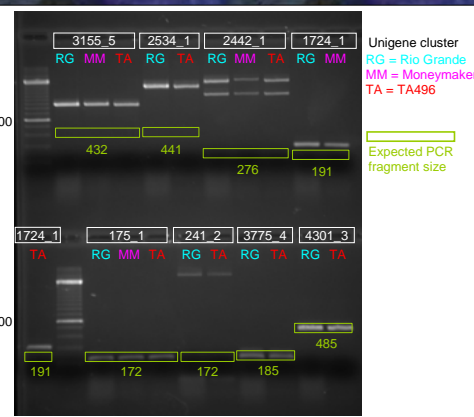 3155_5 2534_1 2442_1 1724_1
RG MM TA RG TA RG MM TA RG MM
432 441 276 191
Unigene cluster
RG = Rio Grande
MM = Moneymaker
TA = TA496
Expected PCR
fragment size
1724_1 175_1 241_2 3775_4 4301_3
TA RG MM TA RG TA RG TA RG TA
191 172 172 185 485